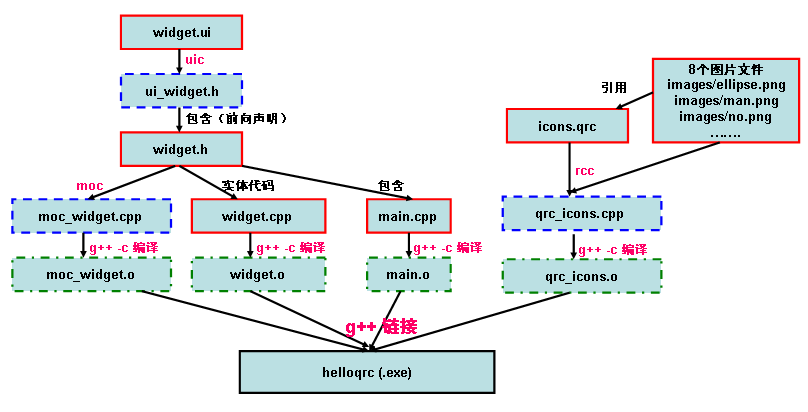 widget.ui
uic
ui_widget.h
包含（前向声明）
widget.h
8个图片文件
images/ellipse.png
images/man.png
images/no.png
…….
引用
icons.qrc
rcc
moc
实体代码
包含
moc_widget.cpp
widget.cpp
main.cpp
qrc_icons.cpp
g++ -c 编译
g++ -c 编译
g++ -c 编译
g++ -c 编译
moc_widget.o
widget.o
main.o
qrc_icons.o
g++ 链接
helloqrc (.exe)